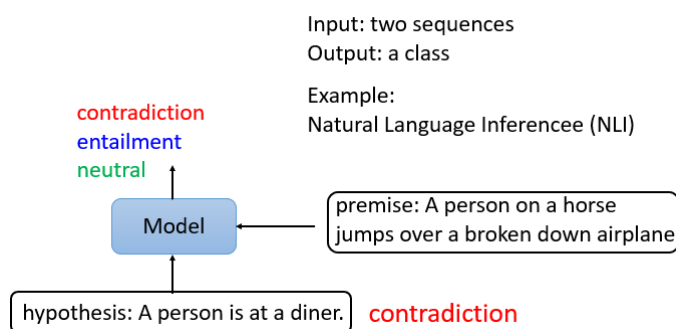 Input: two sequences
Output: a class
Example:
Natural Language Inferencee (NLI)
contradiction
entailment
neutral
Model
premise: A person on a horse
jumps over a broken down airplane
hypothesis: A person is at a diner.
contradiction